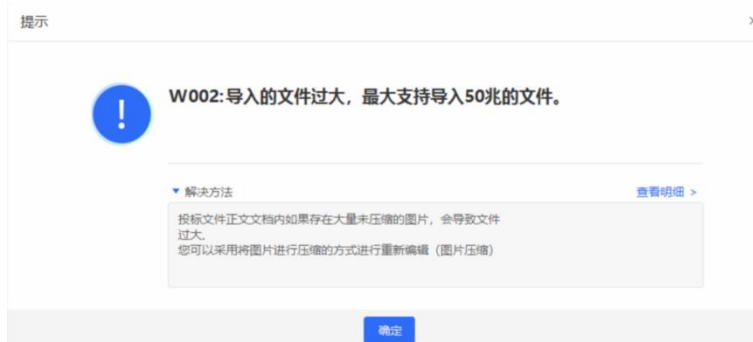 提示
W002:导入的文件过大，最大支持导入50兆的文件。
解决方法
查看明细 >
投标文件正文文档内如果存在大量未压缩的图片，会导致文件
过大.
您可以采用将图片进行压缩的方式进行重新编辑（图片压缩）
确定